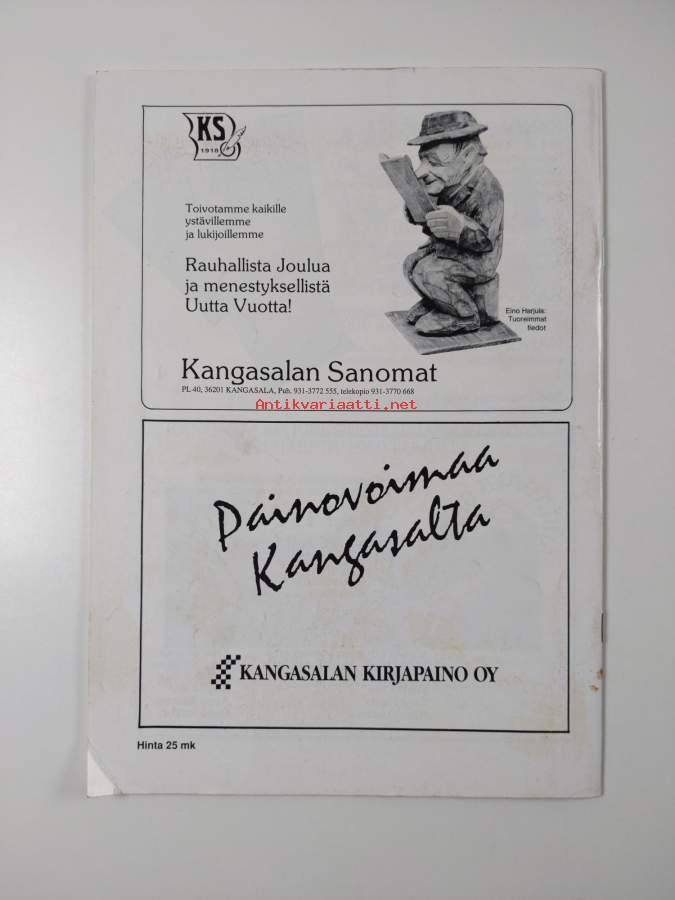 KS
1918
Toivotamme kaikille
ystävillemme
ja lukijoillemme
Rauhallista Joulua
ja menestyksellistä
Uutta Vuotta!
Eino Harjula:
Tuoreimmat
tiedot
Kangasalan Sanomat
PL 40, 36201 KANGASALA, Puh. 931-3772 555, telekopio 931-3770 668
Antikvariaatti.net
Painovoimaa
Kangasalta
KANGASALAN KIRJAPAINO OY
Hinta 25 mk